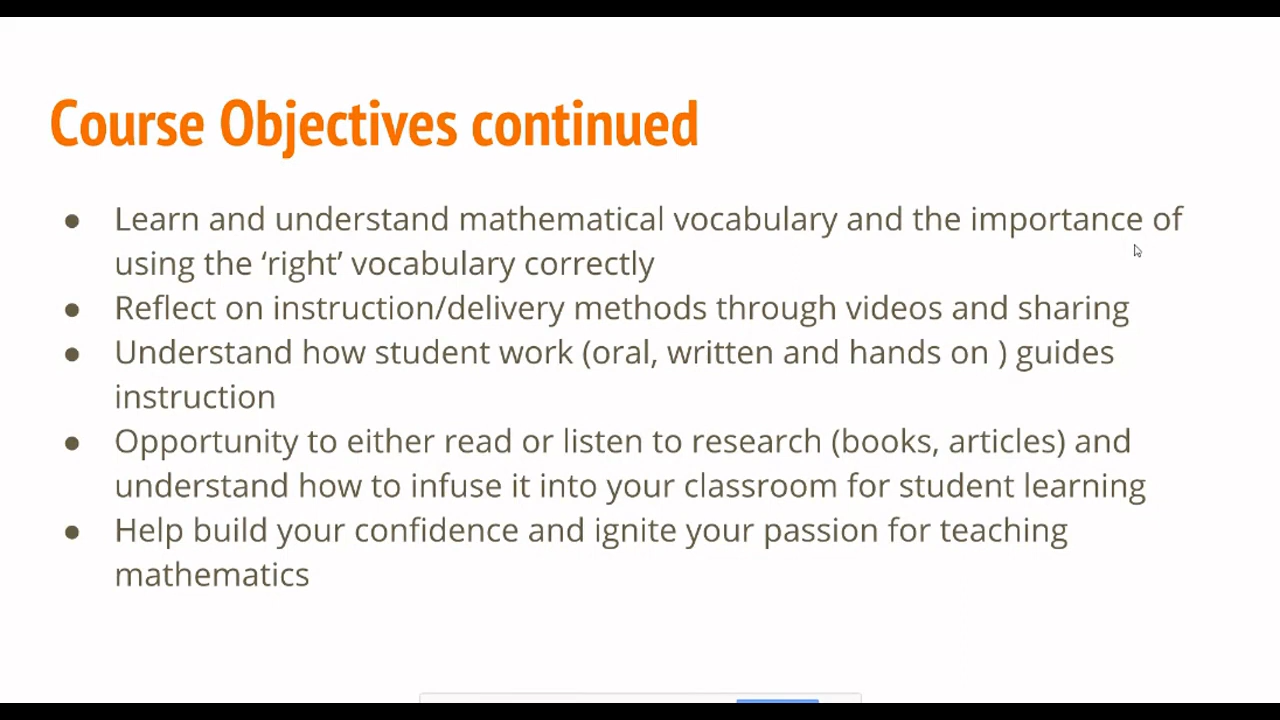 Course Objectives continued
● Learn and understand mathematical vocabulary and the importance of
using the ‘right’ vocabulary correctly
● Reflect on instruction/delivery methods through videos and sharing
● Understand how student work (oral, written and hands on ) guides
instruction
● Opportunity to either read or listen to research (books, articles) and
understand how to infuse it into your classroom for student learning
● Help build your confidence and ignite your passion for teaching
mathematics